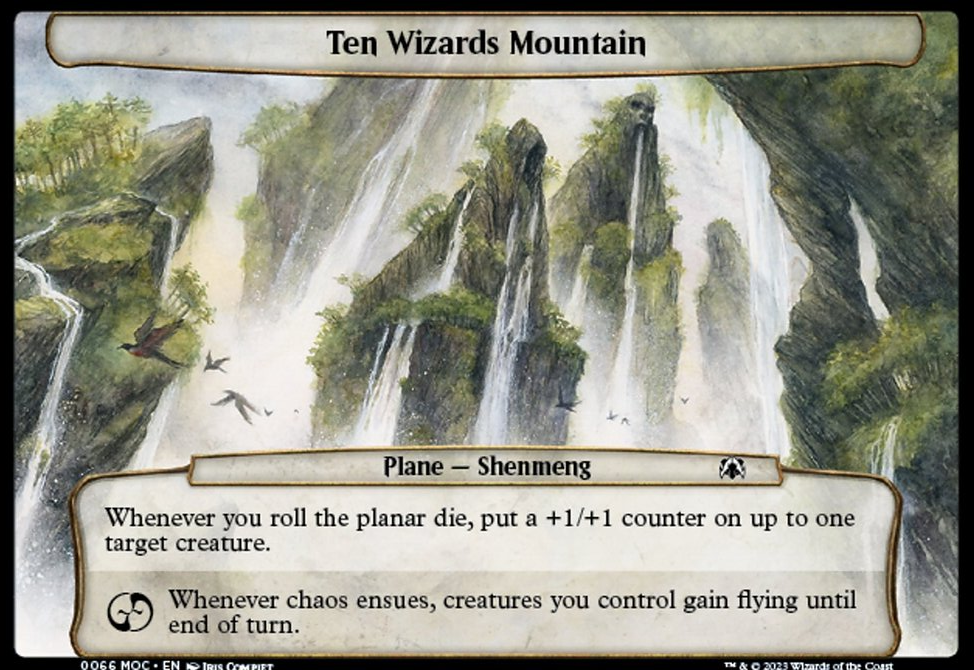 Ten Wizards Mountain
Plane — Shenmeng
Whenever you roll the planar die, put a +1/+1 counter on up to one
target creature.
Whenever chaos ensues, creatures you control gain flying until
end of turn.
0066 MOC • EN Iris Compiet
™ & © 2023 Wizards of the Coast